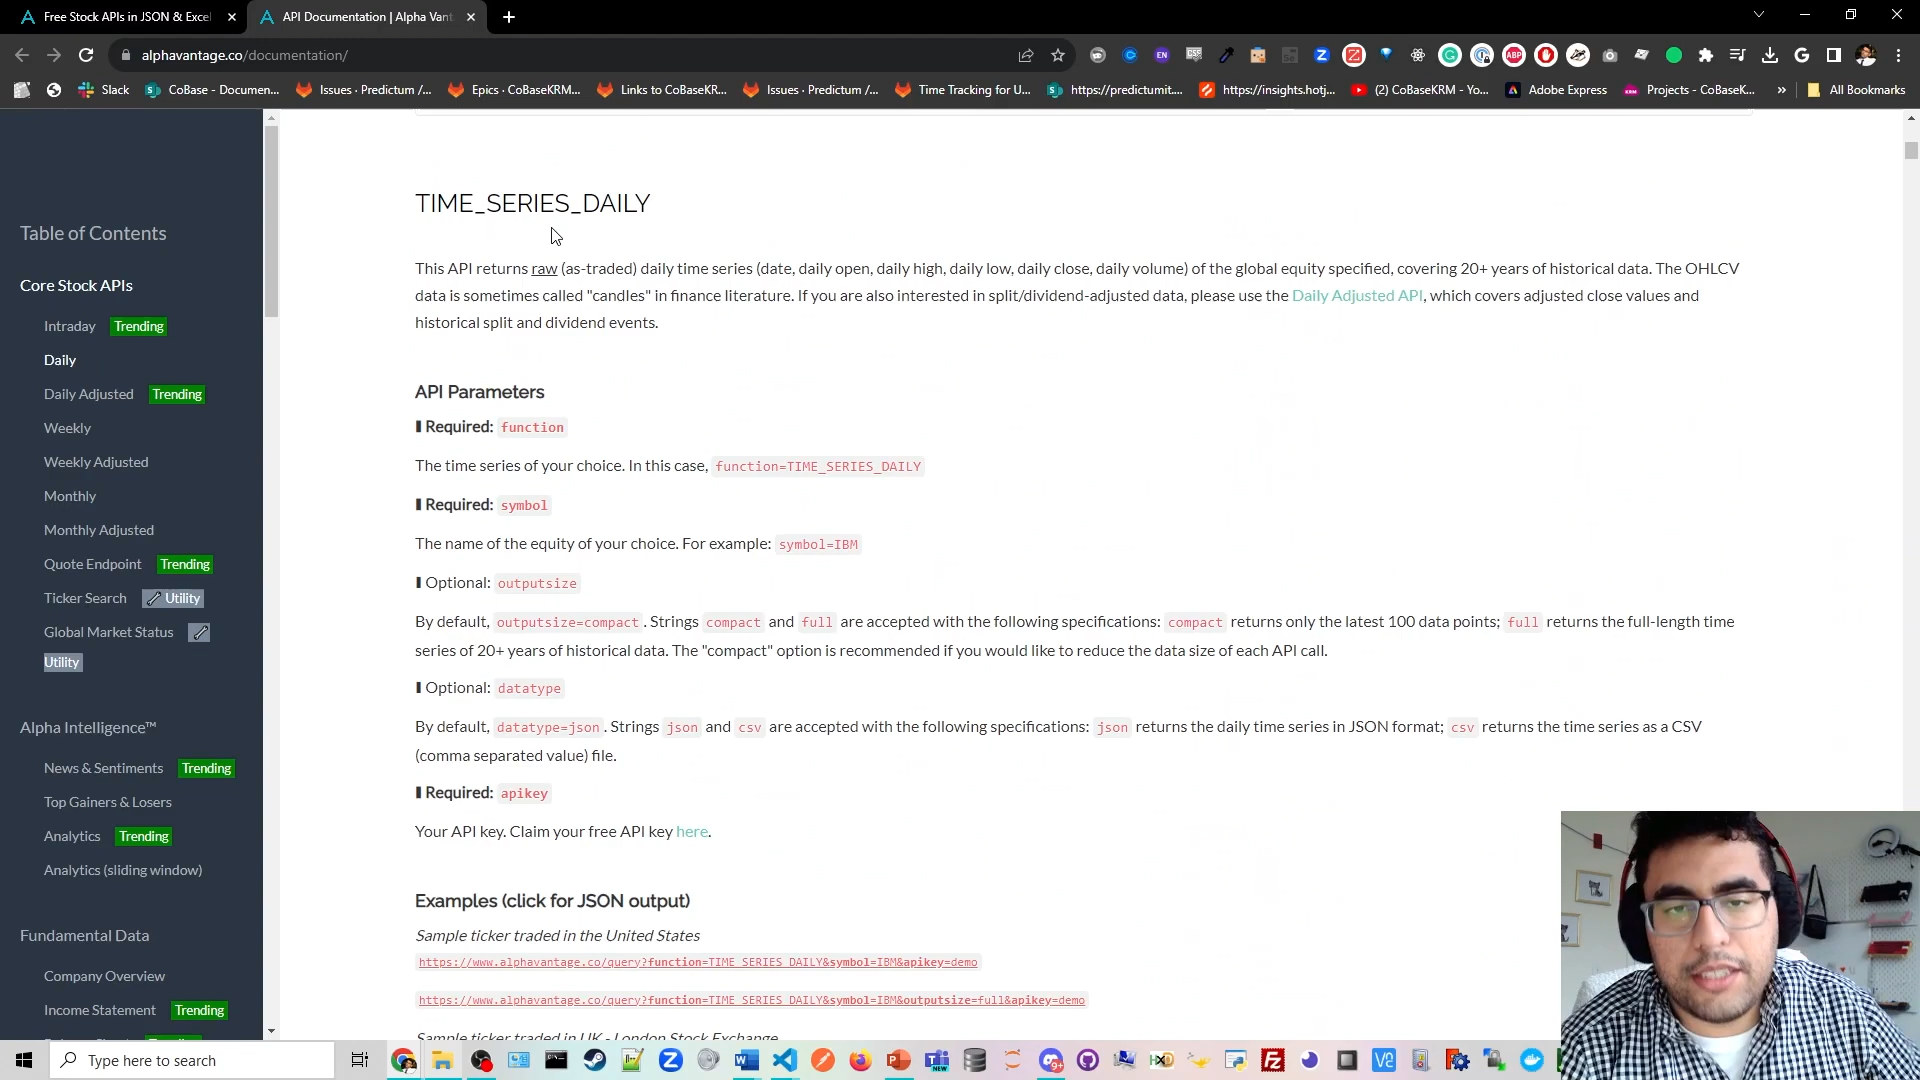 Free Stock APIs in JSON & Excel
API Documentation | Alpha Vant
alphavantage.co/documentation/
Slack
CoBase - Documen...
Issues · Predictum /...
Epics · CoBaseKRM...
Links to CoBaseKR...
Issues · Predictum /...
Time Tracking for U...
https://predictumit....
https://insights.hotj...
(2) CoBaseKRM - Yo...
Adobe Express
Projects - CoBaseK...
»
All Bookmarks
Table of Contents
Core Stock APIs
Intraday Trending
Daily
Daily Adjusted Trending
Weekly
Weekly Adjusted
Monthly
Monthly Adjusted
Quote Endpoint Trending
Ticker Search Utility
Global Market Status
Utility
Alpha Intelligence™
News & Sentiments Trending
Top Gainers & Losers
Analytics Trending
Analytics (sliding window)
Fundamental Data
Company Overview
Income Statement Trending
TIME_SERIES_DAILY
This API returns raw (as-traded) daily time series (date, daily open, daily high, daily low, daily close, daily volume) of the global equity specified, covering 20+ years of historical data. The OHLCV
data is sometimes called "candles" in finance literature. If you are also interested in split/dividend-adjusted data, please use the Daily Adjusted API, which covers adjusted close values and
historical split and dividend events.
API Parameters
❚ Required: function
The time series of your choice. In this case, function=TIME_SERIES_DAILY
❚ Required: symbol
The name of the equity of your choice. For example: symbol=IBM
❚ Optional: outputsize
By default, outputsize=compact. Strings compact and full are accepted with the following specifications: compact returns only the latest 100 data points; full returns the full-length time
series of 20+ years of historical data. The "compact" option is recommended if you would like to reduce the data size of each API call.
❚ Optional: datatype
By default, datatype=json. Strings json and csv are accepted with the following specifications: json returns the daily time series in JSON format; csv returns the time series as a CSV
(comma separated value) file.
❚ Required: apikey
Your API key. Claim your free API key here.
Examples (click for JSON output)
Sample ticker traded in the United States
https://www.alphavantage.co/query?function=TIME_SERIES_DAILY&symbol=IBM&apikey=demo
https://www.alphavantage.co/query?function=TIME_SERIES_DAILY&symbol=IBM&outputsize=full&apikey=demo
Sample ticker traded in UK - London Stock Exchange
Type here to search